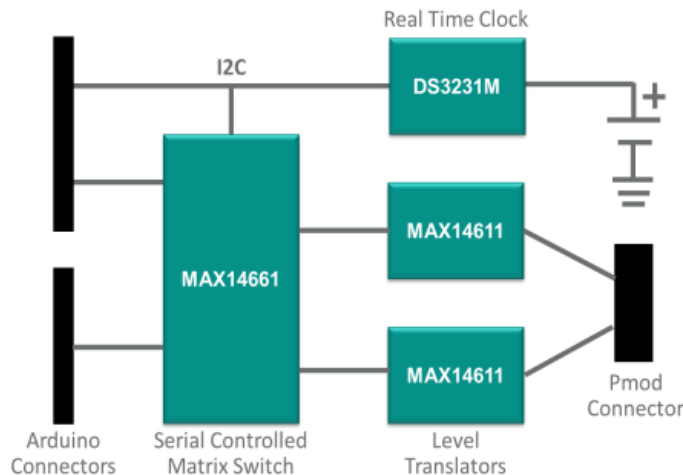 Real Time Clock
I2C
DS3231M
+
MAX14611
MAX14661
MAX14611
Arduino
Connectors
Serial Controlled
Matrix Switch
Level
Translators
Pmod
Connector